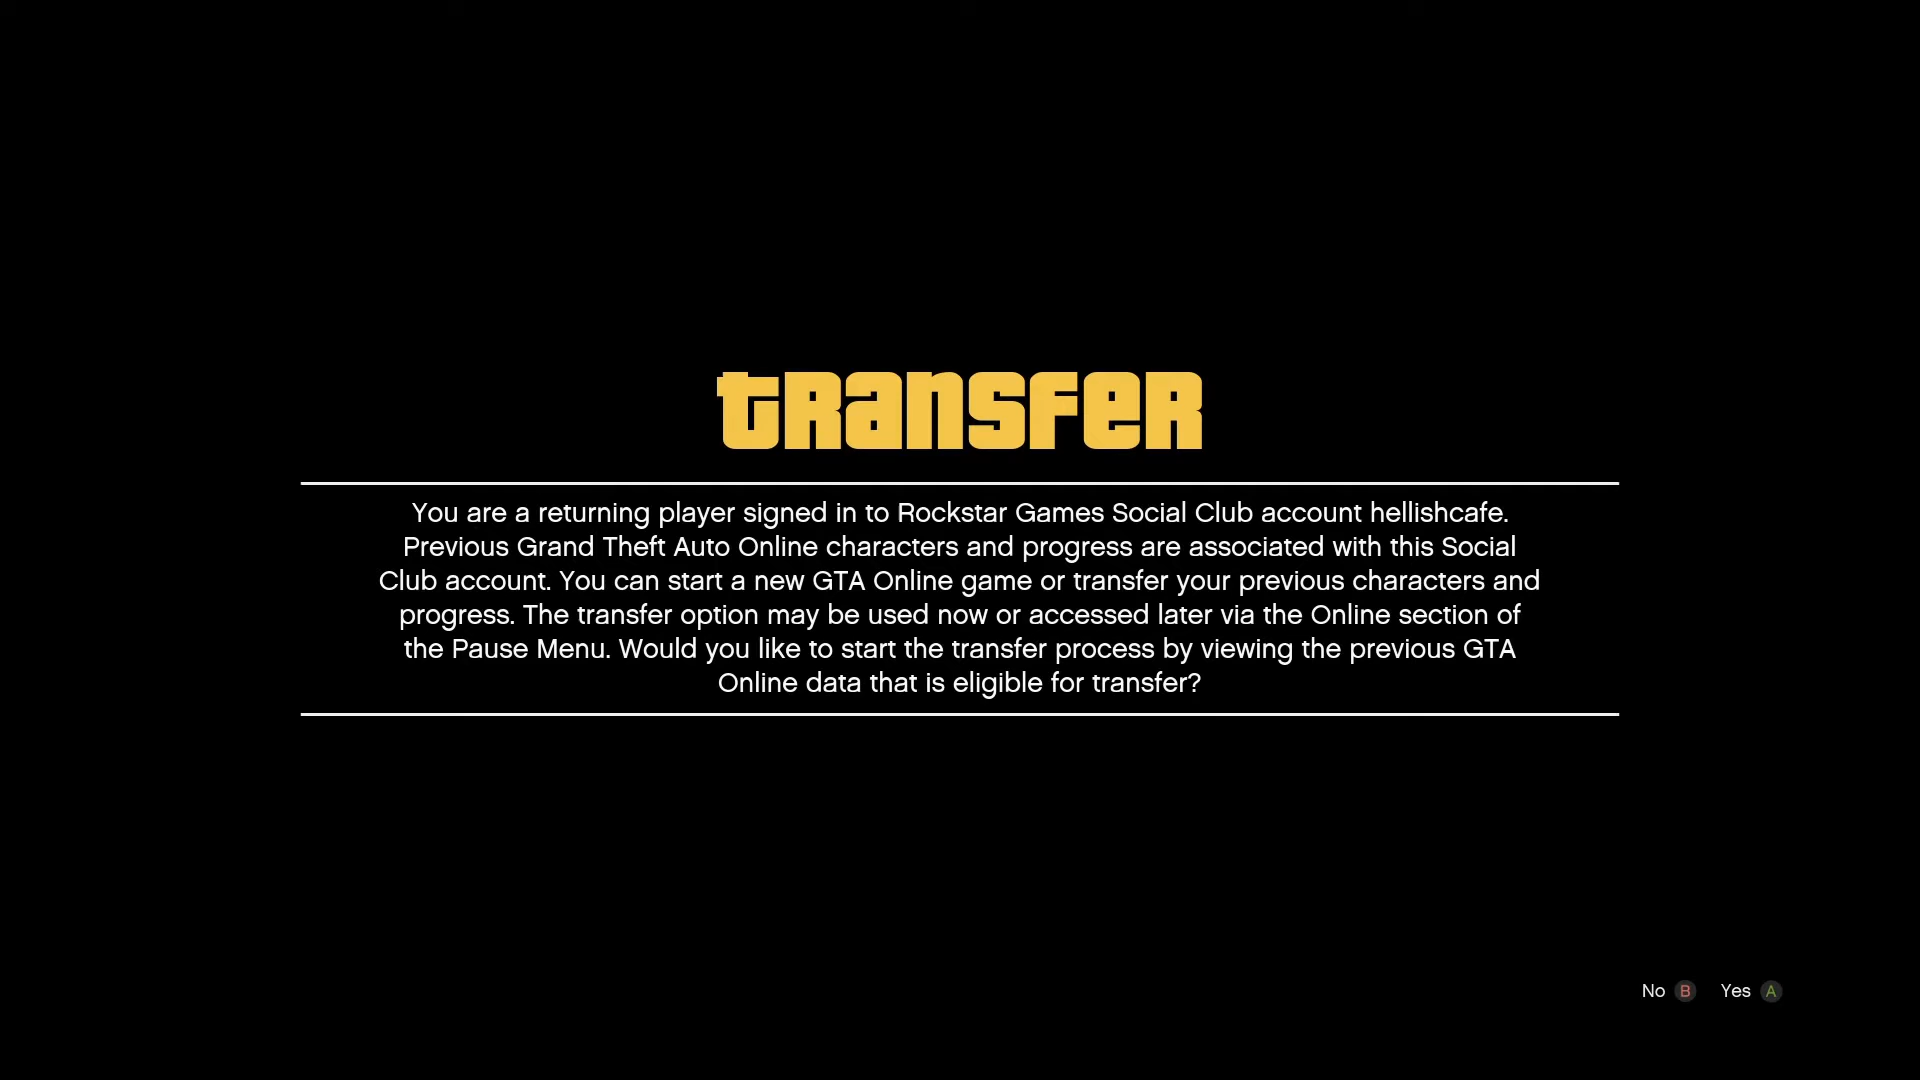 transfer
You are a returning player signed in to Rockstar Games Social Club account hellishcafe.
Previous Grand Theft Auto Online characters and progress are associated with this Social
Club account. You can start a new GTA Online game or transfer your previous characters and
progress. The transfer option may be used now or accessed later via the Online section of
the Pause Menu. Would you like to start the transfer process by viewing the previous GTA
Online data that is eligible for transfer?
No B Yes A